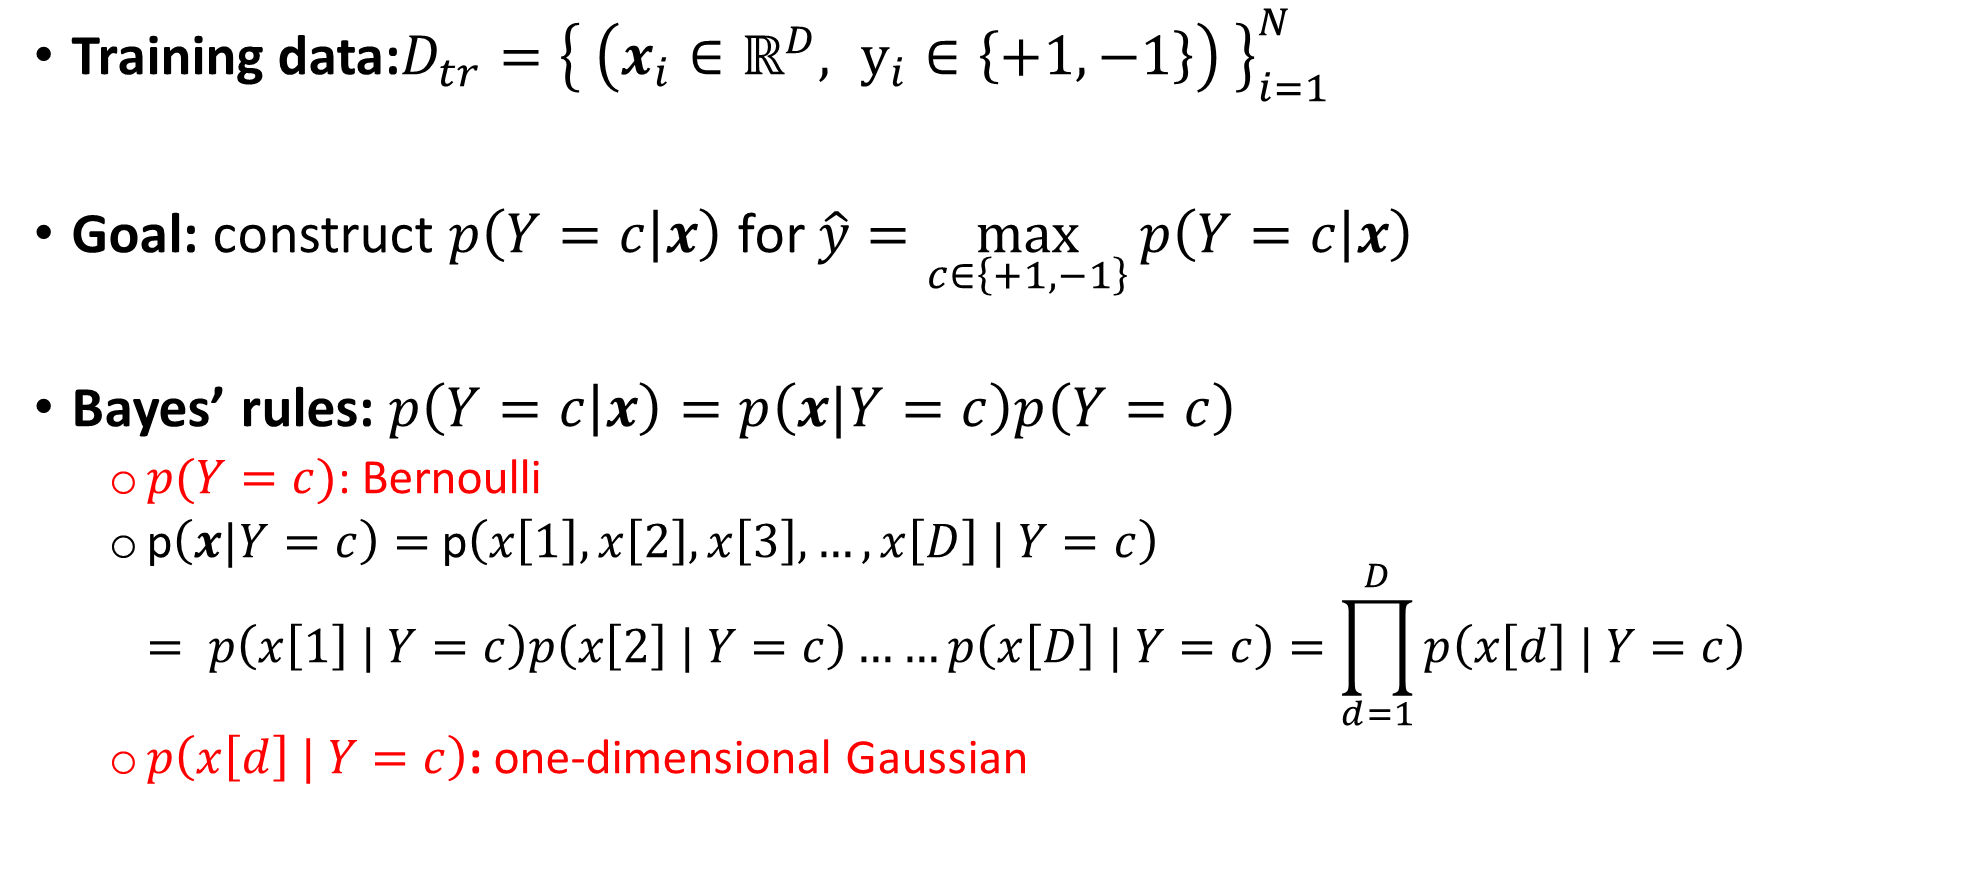 • Training data:D_tr = { (x_i ∈ ℝ^D, y_i ∈ {+1, −1}) }_{i=1}^N
• Goal: construct p(Y = c|x) for ŷ = max_{c∈{+1,−1}} p(Y = c|x)
• Bayes’ rules: p(Y = c|x) = p(x|Y = c)p(Y = c)
○ p(Y = c): Bernoulli
○ p(x|Y = c) = p(x[1], x[2], x[3], … , x[D] | Y = c)
= p(x[1] | Y = c)p(x[2] | Y = c) … … p(x[D] | Y = c) = ∏_{d=1}^D p(x[d] | Y = c)
○ p(x[d] | Y = c): one-dimensional Gaussian